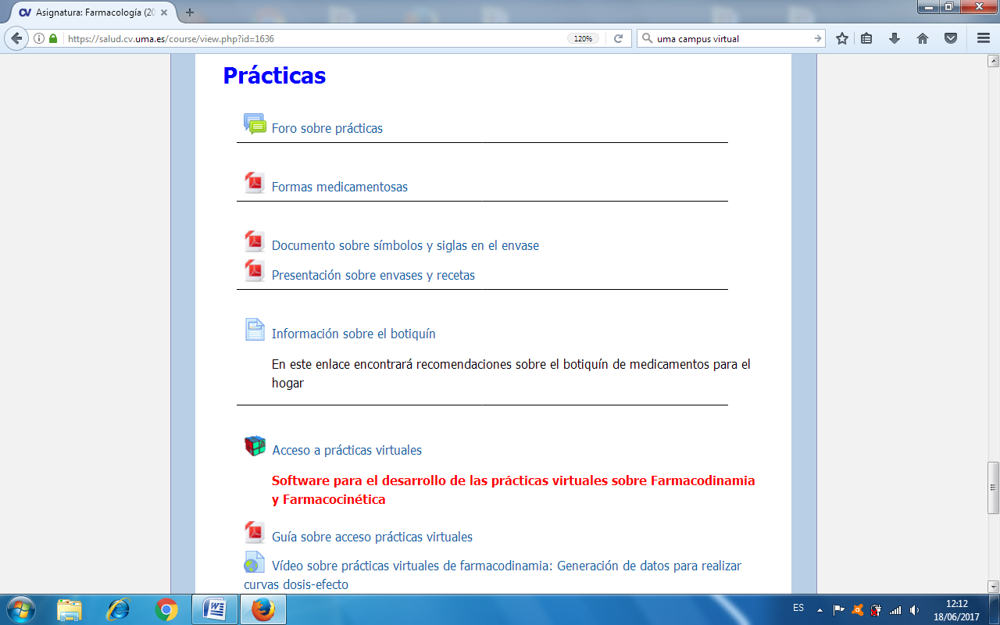 Asignatura: Farmacología (20
https://salud.cv.uma.es/course/view.php?id=1636
120%
uma campus virtual
Prácticas
Foro sobre prácticas
Formas medicamentosas
Documento sobre símbolos y siglas en el envase
Presentación sobre envases y recetas
Información sobre el botiquín
En este enlace encontrará recomendaciones sobre el botiquín de medicamentos para el
hogar
Acceso a prácticas virtuales
Software para el desarrollo de las prácticas virtuales sobre Farmacodinamia
y Farmacocinética
Guía sobre acceso prácticas virtuales
Vídeo sobre prácticas virtuales de farmacodinamia: Generación de datos para realizar
curvas dosis-efecto
ES
12:12
18/06/2017